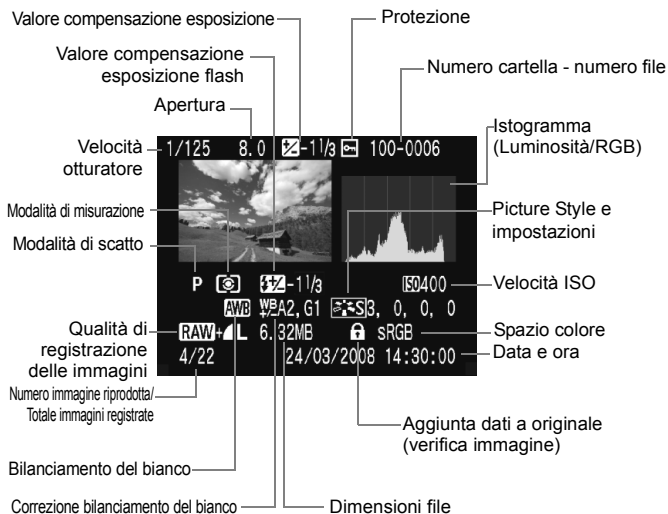 Valore compensazione esposizione
Protezione
Valore compensazione
esposizione flash
Numero cartella - numero file
Apertura
Istogramma
(Luminosità/RGB)
Velocità
otturatore
1/125 8.0 -1 1/3 100-0006
Modalità di misurazione
Picture Style e
impostazioni
Modalità di scatto
P -1 1/3 ISO400
Velocità ISO
AWB WB A2, G1 S3, 0, 0, 0
Qualità di
registrazione
delle immagini
RAW+L 6.32MB sRGB
Spazio colore
4/22 24/03/2008 14:30:00
Data e ora
Numero immagine riprodotta/
Totale immagini registrate
Aggiunta dati a originale
(verifica immagine)
Bilanciamento del bianco
Correzione bilanciamento del bianco
Dimensioni file